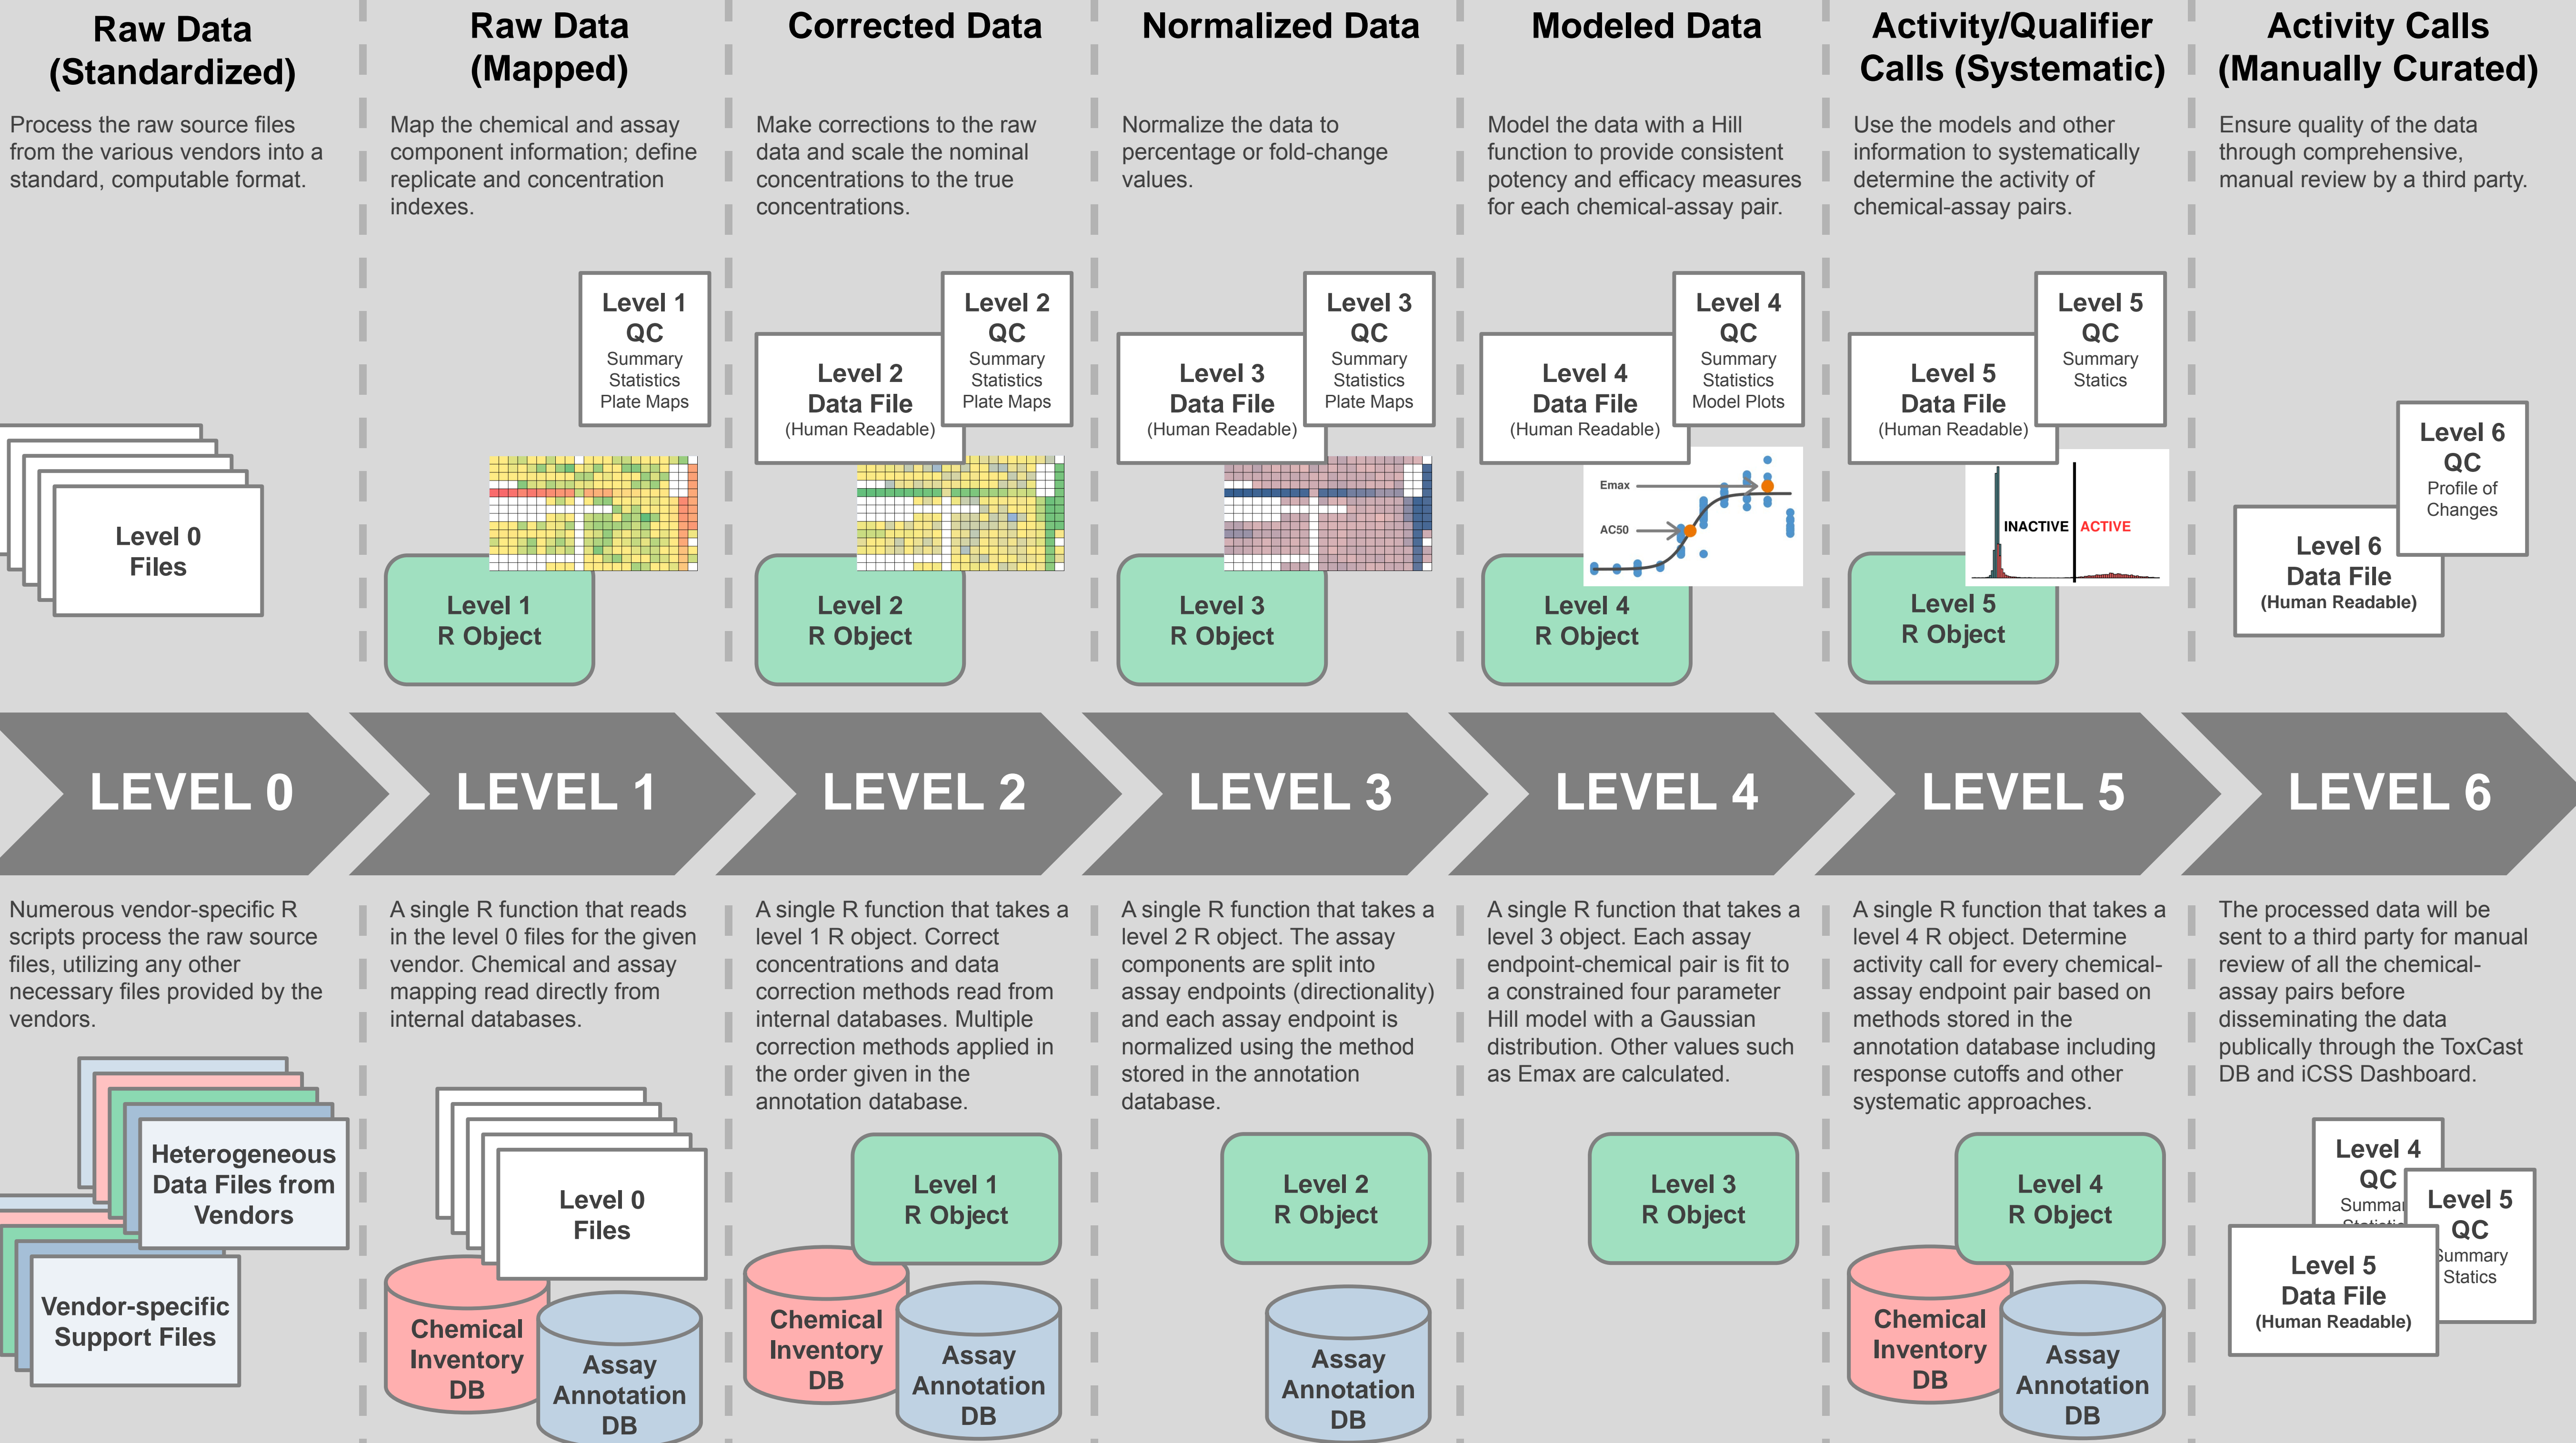 Raw Data
(Standardized)
Process the raw source files
from the various vendors into a
standard, computable format.
Level 0
Files
Raw Data
(Mapped)
Map the chemical and assay
component information; define
replicate and concentration
indexes.
Level 1
QC
Summary
Statistics
Plate Maps
Level 1
R Object
Corrected Data
Make corrections to the raw
data and scale the nominal
concentrations to the true
concentrations.
Level 2
QC
Summary
Statistics
Plate Maps
Level 2
Data File
(Human Readable)
Level 2
R Object
Normalized Data
Normalize the data to
percentage or fold-change
values.
Level 3
QC
Summary
Statistics
Plate Maps
Level 3
Data File
(Human Readable)
Level 3
R Object
Modeled Data
Model the data with a Hill
function to provide consistent
potency and efficacy measures
for each chemical-assay pair.
Level 4
QC
Summary
Statistics
Model Plots
Level 4
Data File
(Human Readable)
Emax
AC50
Level 4
R Object
Activity/Qualifier
Calls (Systematic)
Use the models and other
information to systematically
determine the activity of
chemical-assay pairs.
Level 5
QC
Summary
Statics
Level 5
Data File
(Human Readable)
INACTIVE ACTIVE
Level 5
R Object
Activity Calls
(Manually Curated)
Ensure quality of the data
through comprehensive,
manual review by a third party.
Level 6
QC
Profile of
Changes
Level 6
Data File
(Human Readable)
LEVEL 0
LEVEL 1
LEVEL 2
LEVEL 3
LEVEL 4
LEVEL 5
LEVEL 6
Numerous vendor-specific R
scripts process the raw source
files, utilizing any other
necessary files provided by the
vendors.
Heterogeneous
Data Files from
Vendors
Vendor-specific
Support Files
A single R function that reads
in the level 0 files for the given
vendor. Chemical and assay
mapping read directly from
internal databases.
Level 0
Files
Chemical
Inventory
DB
Assay
Annotation
DB
A single R function that takes a
level 1 R object. Correct
concentrations and data
correction methods read from
internal databases. Multiple
correction methods applied in
the order given in the
annotation database.
Level 1
R Object
Chemical
Inventory
DB
Assay
Annotation
DB
A single R function that takes a
level 2 R object. The assay
components are split into
assay endpoints (directionality)
and each assay endpoint is
normalized using the method
stored in the annotation
database.
Level 2
R Object
Assay
Annotation
DB
A single R function that takes a
level 3 object. Each assay
endpoint-chemical pair is fit to
a constrained four parameter
Hill model with a Gaussian
distribution. Other values such
as Emax are calculated.
Level 3
R Object
A single R function that takes a
level 4 R object. Determine
activity call for every chemical-
assay endpoint pair based on
methods stored in the
annotation database including
response cutoffs and other
systematic approaches.
Level 4
R Object
Chemical
Inventory
DB
Assay
Annotation
DB
The processed data will be
sent to a third party for manual
review of all the chemical-
assay pairs before
disseminating the data
publically through the ToxCast
DB and iCSS Dashboard.
Level 4
QC
Level 5
QC
Summary
Statics
Level 5
Data File
(Human Readable)